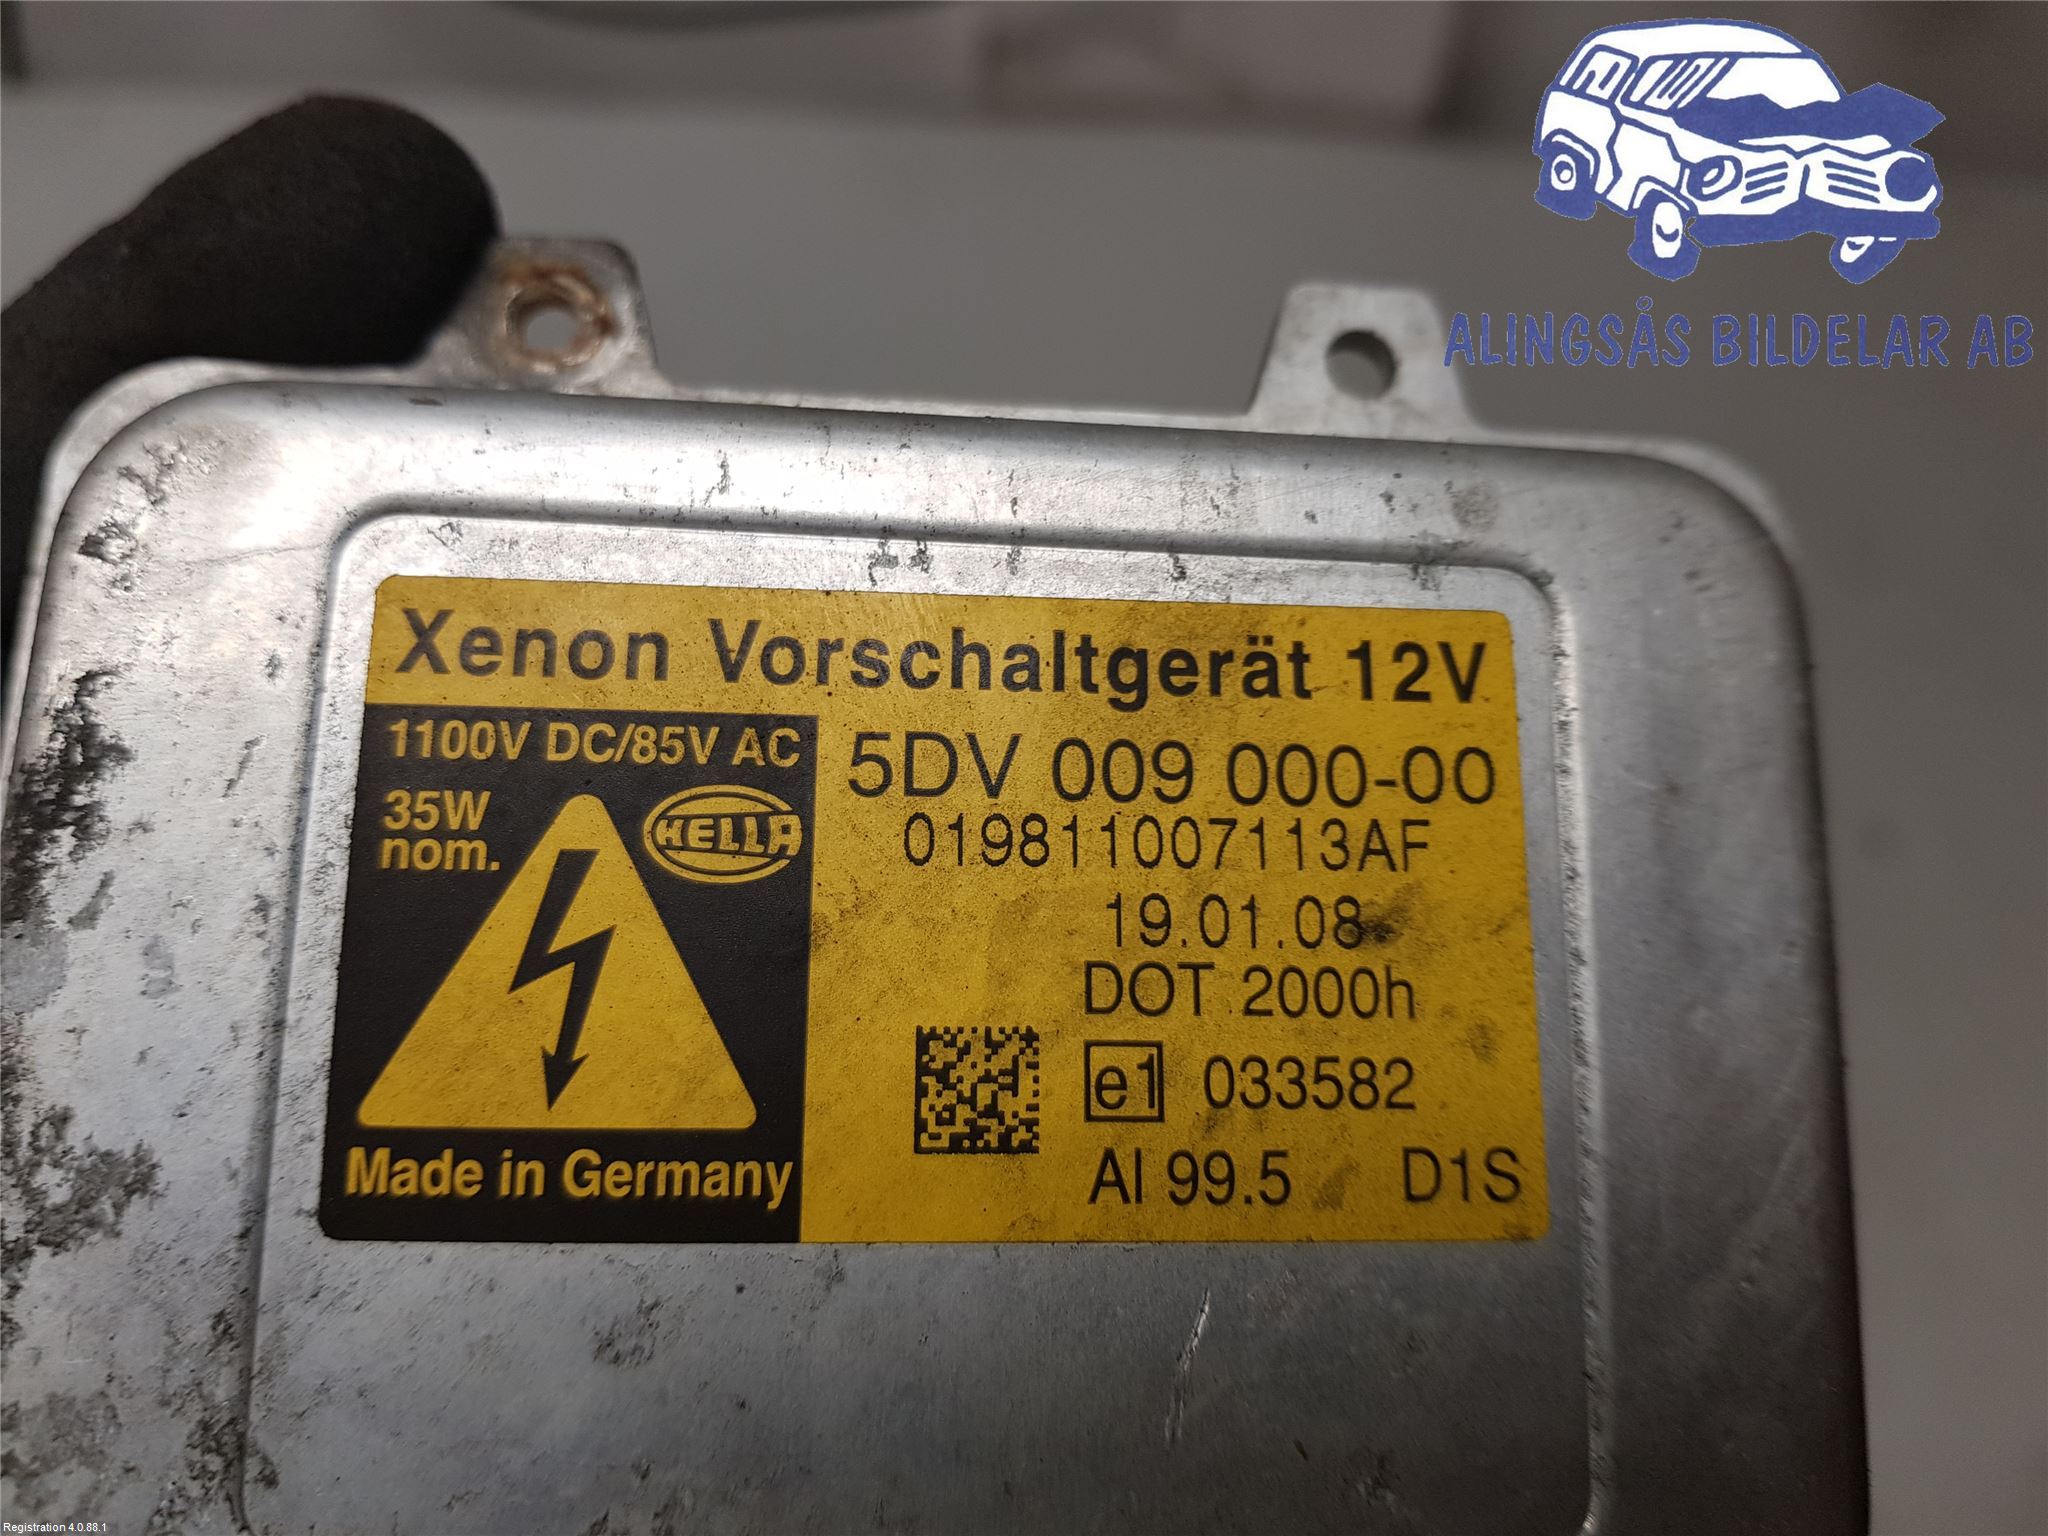 ALINGSÅS BILDELAR AB
Xenon Vorschaltgerät 12V
1100V DC/85V AC
35W
nom.
HELLA
Made in Germany
5DV 009 000-00
019811007113AF
19.01.08
DOT 2000h
e1 033582
Al 99.5 D1S
Registration 4.0.88.1